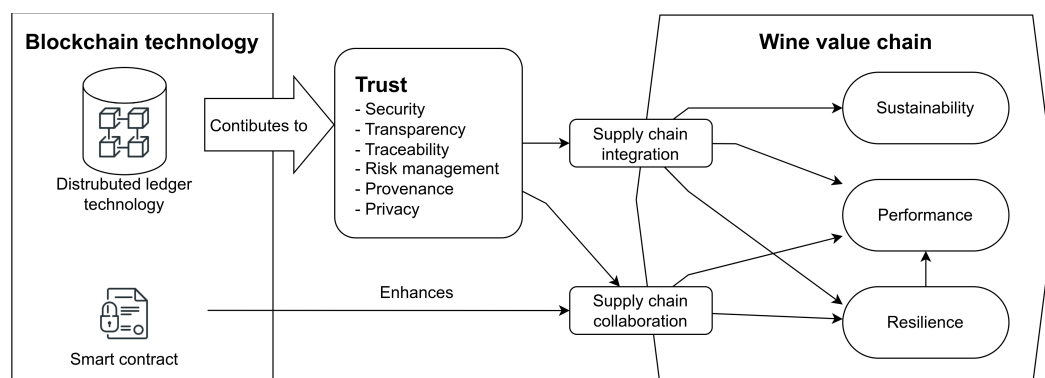 Blockchain technology
Distrubuted ledger
technology
Smart contract
Contibutes to
Trust
- Security
- Transparency
- Traceability
- Risk management
- Provenance
- Privacy
Enhances
Supply chain
integration
Supply chain
collaboration
Wine value chain
Sustainability
Performance
Resilience